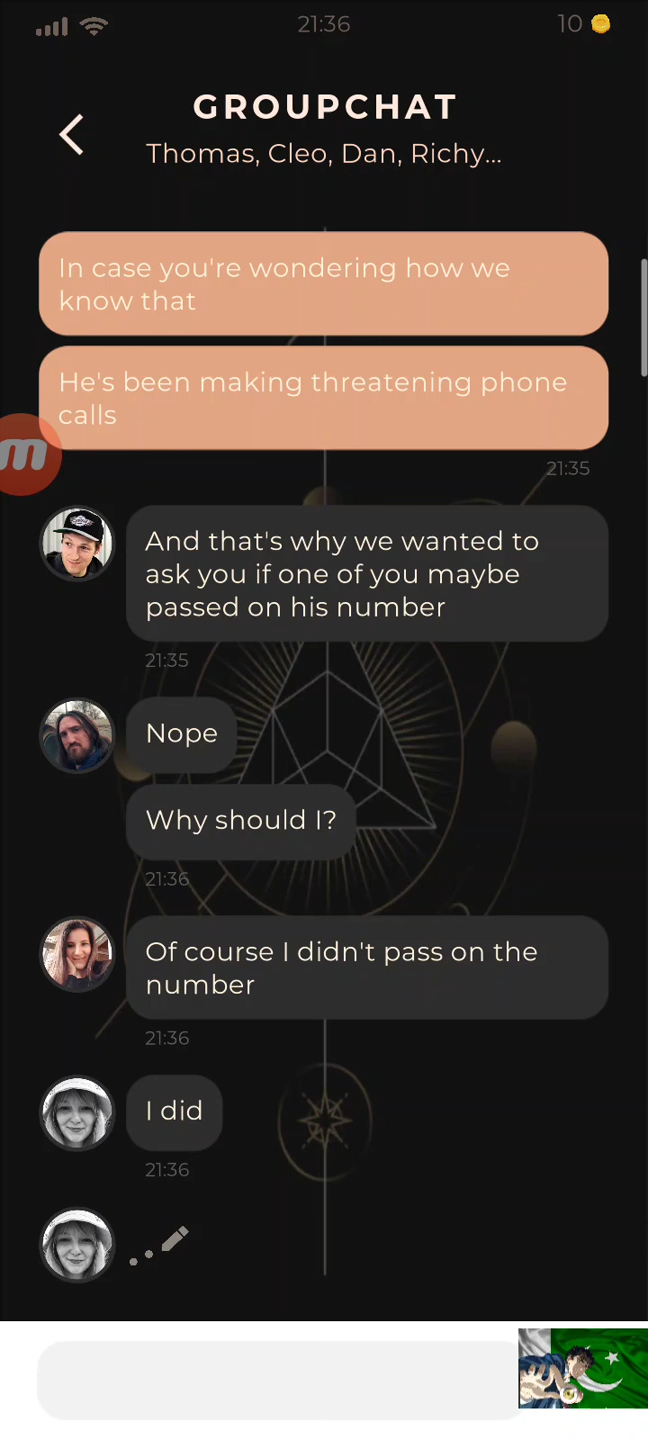 21:36
10
GROUPCHAT
Thomas, Cleo, Dan, Richy...
In case you're wondering how we
know that
He's been making threatening phone
calls
21:35
And that's why we wanted to
ask you if one of you maybe
passed on his number
21:35
Nope
Why should I?
21:36
Of course I didn't pass on the
number
21:36
I did
21:36